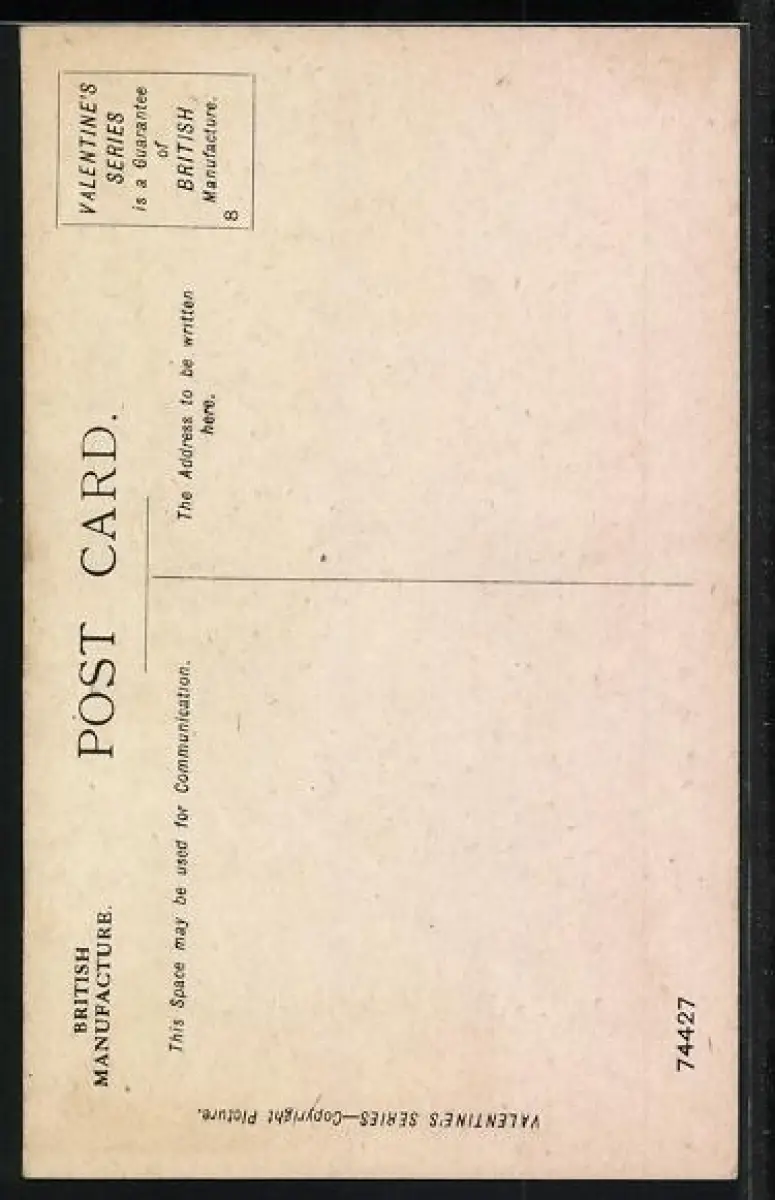 BRITISH
MANUFACTURE.
POST CARD.
VALENTINE'S
SERIES
is a Guarantee
of
BRITISH
Manufacture.
8
This Space may be used for Communication.
The Address to be written
here.
VALENTINE'S SERIES—Copyright Picture.
74427